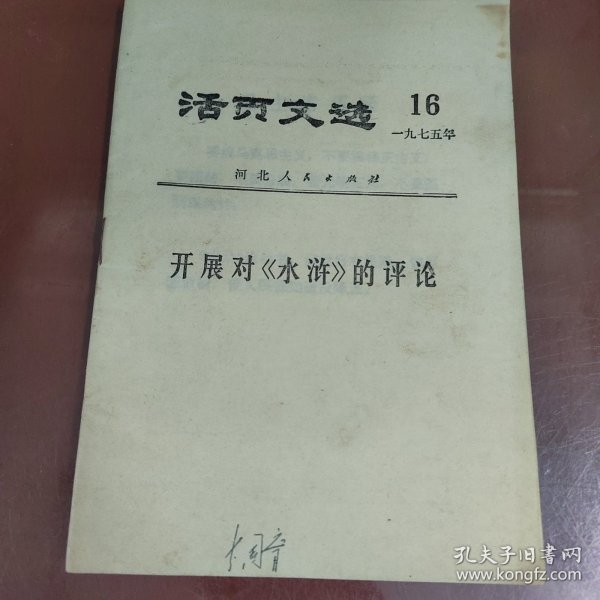 活页文选 16
一九七五年
河北人民出版社
开展对《水浒》的评论
孔夫子旧书网
www.kongfz.com